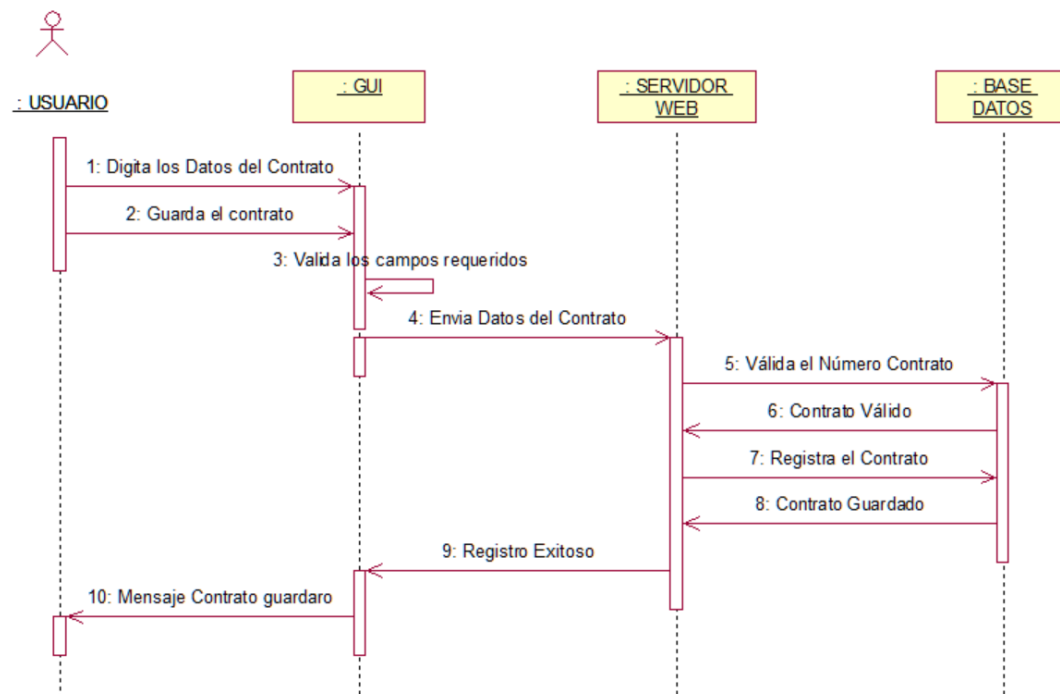 : USUARIO
: GUI
: SERVIDOR
WEB
: BASE
DATOS
1: Digita los Datos del Contrato
2: Guarda el contrato
3: Valida los campos requeridos
4: Envia Datos del Contrato
5: Válida el Número Contrato
6: Contrato Válido
7: Registra el Contrato
8: Contrato Guardado
9: Registro Exitoso
10: Mensaje Contrato guardaro